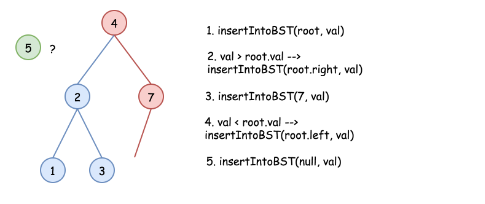 4
5 ?
2
7
1
3
1. insertIntoBST(root, val)
2. val > root.val -->
insertIntoBST(root.right, val)
3. insertIntoBST(7, val)
4. val < root.val -->
insertIntoBST(root.left, val)
5. insertIntoBST(null, val)